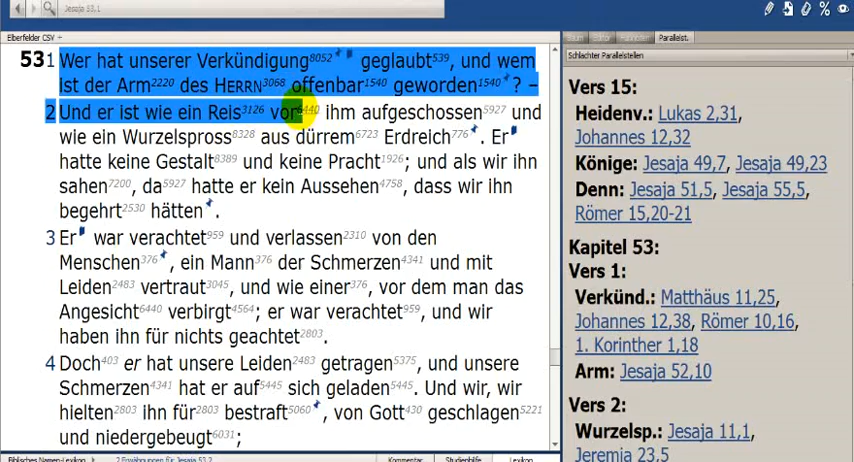 Jesaja 53,1
Elberfelder CSV
53 1 Wer hat unserer Verkündigung8052 geglaubt539, und wem
ist der Arm2220 des HERRN3068 offenbar1540 geworden1540? –
2 Und er ist wie ein Reis3126 vor6440 ihm aufgeschossen5927 und
wie ein Wurzelspross8328 aus dürrem6723 Erdreich776. Er
hatte keine Gestalt8389 und keine Pracht1926; und als wir ihn
sahen7200, da5927 hatte er kein Aussehen4758, dass wir ihn
begehrt2530 hätten.
3 Er war verachtet959 und verlassen2310 von den
Menschen376, ein Mann376 der Schmerzen4341 und mit
Leiden2483 vertraut3045, und wie einer376, vor dem man das
Angesicht6440 verbirgt4564; er war verachtet959, und wir
haben ihn für nichts geachtet2803.
4 Doch403 er hat unsere Leiden2483 getragen5375, und unsere
Schmerzen4341 hat er auf5445 sich geladen5445. Und wir, wir
hielten2803 ihn für2803 bestraft5060, von Gott430 geschlagen5221
und niedergebeugt6031;
Biblisches Namen-Lexikon
2 Erwähnungen für Jesaja 53,2
Kommentar
Studienhilfe
Lexikon
Parallelst.
Schlachter Parallelstellen
Vers 15:
Heidenv.: Lukas 2,31,
Johannes 12,32
Könige: Jesaja 49,7, Jesaja 49,23
Denn: Jesaja 51,5, Jesaja 55,5,
Römer 15,20-21
Kapitel 53:
Vers 1:
Verkünd.: Matthäus 11,25,
Johannes 12,38, Römer 10,16,
1. Korinther 1,18
Arm: Jesaja 52,10
Vers 2:
Wurzelsp.: Jesaja 11,1,
Jeremia 23,5